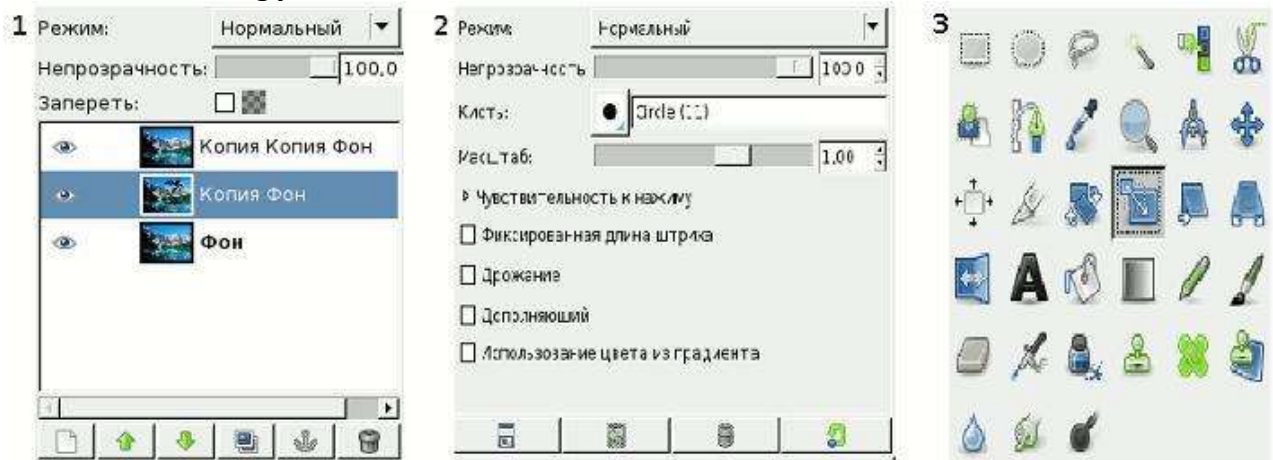 1
Режим: Нормальный
Непрозрачность: 100,0
Запереть:
Копия Копия Фон
Копия Фон
Фон
2
Режим: Нормальный
Непрозрачность 100.0
Кисть: Circle
Масштаб: 1.00
Чувствительность к нажиму
Фиксированная длина штриха
Дрожание
Дополняющий
Использование цвета из градиента
3